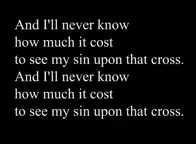 And I'll never know
how much it cost
to see my sin upon that cross.
And I'll never know
how much it cost
to see my sin upon that cross.